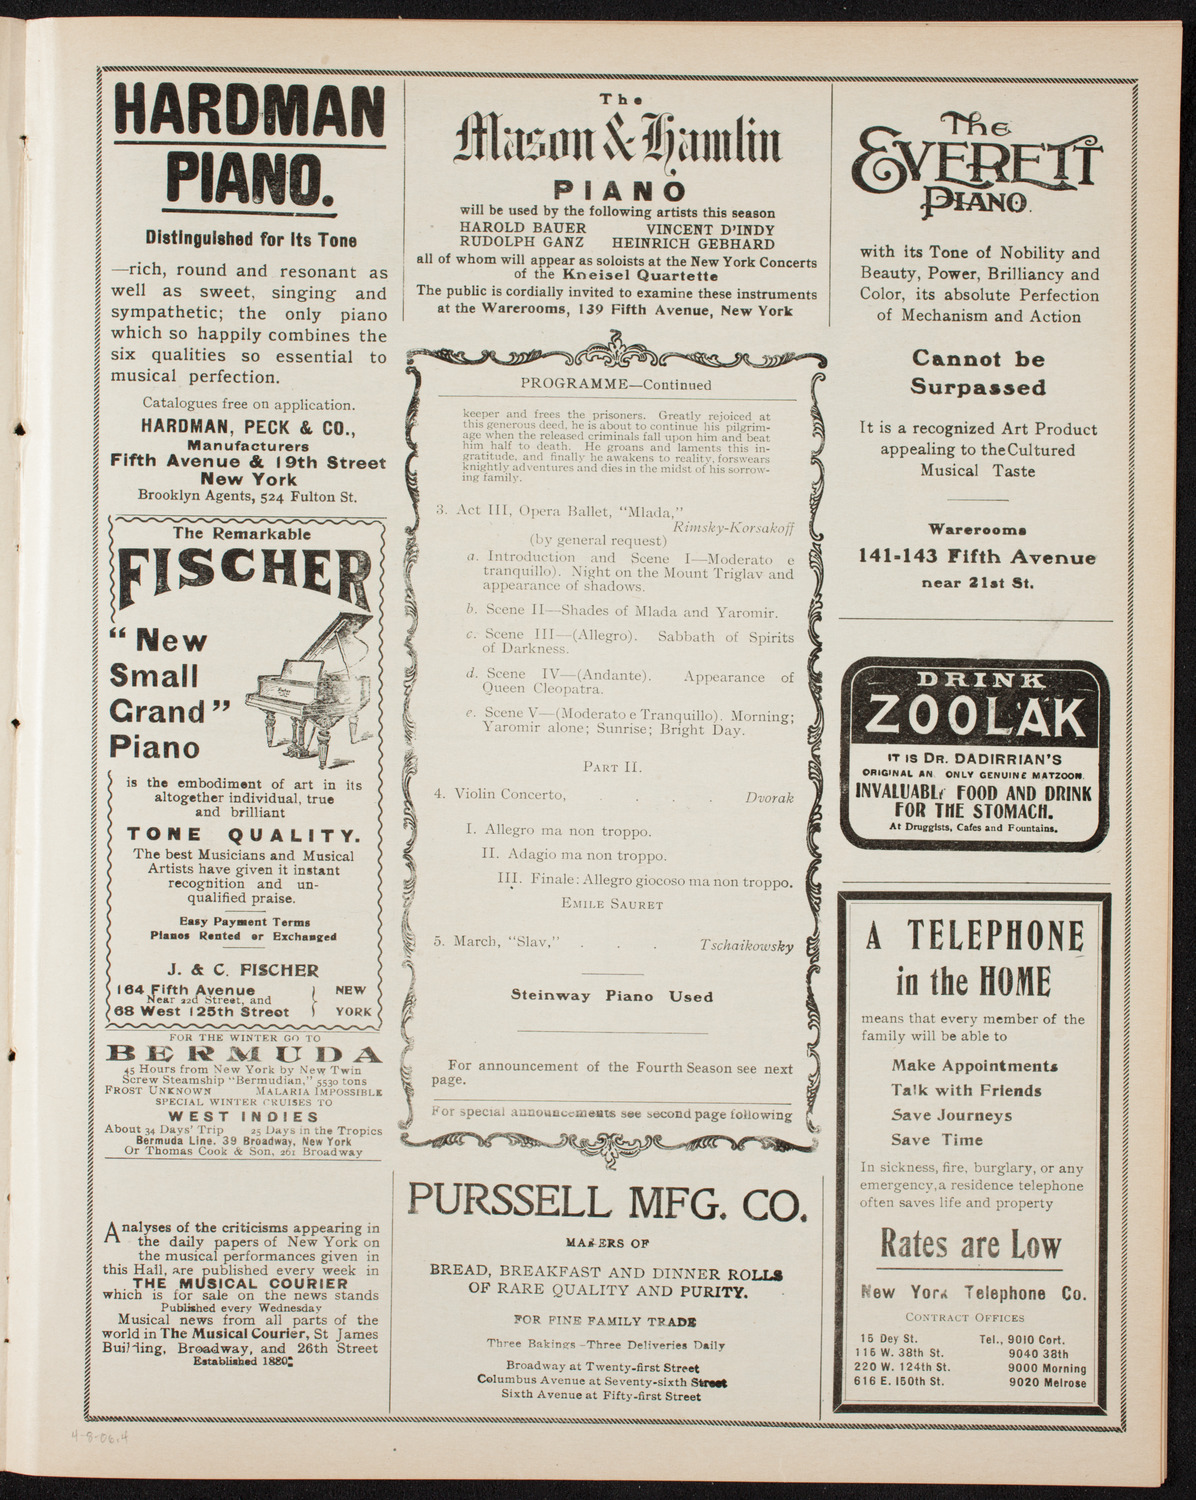 HARDMAN
PIANO.
Distinguished for Its Tone
—rich, round and resonant as
well as sweet, singing and
sympathetic; the only piano
which so happily combines the
six qualities so essential to
musical perfection.
Catalogues free on application.
HARDMAN, PECK & CO.,
Manufacturers
Fifth Avenue & 19th Street
New York
Brooklyn Agents, 524 Fulton St.
The Remarkable
FISCHER
"New
Small
Grand"
Piano
is the embodiment of art in its
altogether individual, true
and brilliant
TONE QUALITY.
The best Musicians and Musical
Artists have given it instant
recognition and un-
qualified praise.
Easy Payment Terms
Pianos Rented or Exchanged
J. & C. FISCHER
164 Fifth Avenue
Near 22d Street, and
68 West 125th Street
NEW
YORK
FOR THE WINTER GO TO
BERMUDA
45 Hours from New York by New Twin
Screw Steamship "Bermudian," 5530 tons
FROST UNKNOWN MALARIA IMPOSSIBLE
SPECIAL WINTER CRUISES TO
WEST INDIES
About 34 Days' Trip 25 Days in the Tropics
Bermuda Line. 39 Broadway, New York
Or Thomas Cook & Son, 261 Broadway
Analyses of the criticisms appearing in
the daily papers of New York on
the musical performances given in
this Hall, are published every week in
THE MUSICAL COURIER
which is for sale on the news stands
Published every Wednesday
Musical news from all parts of the
world in The Musical Courier, St James
Building, Broadway, and 26th Street
Established 1880
The
Mason & Hamlin
PIANO
will be used by the following artists this season
HAROLD BAUER VINCENT D'INDY
RUDOLPH GANZ HEINRICH GEBHARD
all of whom will appear as soloists at the New York Concerts
of the Kneisel Quartette
The public is cordially invited to examine these instruments
at the Warerooms, 139 Fifth Avenue, New York
PROGRAMME—Continued
keeper and frees the prisoners. Greatly rejoiced at
this generous deed, he is about to continue his pilgrim-
age when the released criminals fall upon him and beat
him half to death. He groans and laments this in-
gratitude, and finally he awakens to reality, forswears
knightly adventures and dies in the midst of his sorrow-
ing family.
3. Act III, Opera Ballet, "Mlada,"
Rimsky-Korsakoff
(by general request)
a. Introduction and Scene I—Moderato e
tranquillo). Night on the Mount Triglav and
appearance of shadows.
b. Scene II—Shades of Mlada and Yaromir.
c. Scene III—(Allegro). Sabbath of Spirits
of Darkness.
d. Scene IV—(Andante). Appearance of
Queen Cleopatra.
e. Scene V—(Moderato e Tranquillo). Morning;
Yaromir alone; Sunrise; Bright Day.
PART II.
4. Violin Concerto, . . . . Dvorak
I. Allegro ma non troppo.
II. Adagio ma non troppo.
III. Finale: Allegro giocoso ma non troppo.
EMILE SAURET
5. March, "Slav," . . . Tschaikowsky
Steinway Piano Used
For announcement of the Fourth Season see next
page.
For special announcements see second page following
PURSSELL MFG. CO.
MAKERS OF
BREAD, BREAKFAST AND DINNER ROLLS
OF RARE QUALITY AND PURITY.
FOR FINE FAMILY TRADE
Three Bakings—Three Deliveries Daily
Broadway at Twenty-first Street
Columbus Avenue at Seventy-sixth Street
Sixth Avenue at Fifty-first Street
The
EVERETT
PIANO.
with its Tone of Nobility and
Beauty, Power, Brilliancy and
Color, its absolute Perfection
of Mechanism and Action
Cannot be
Surpassed
It is a recognized Art Product
appealing to the Cultured
Musical Taste
Warerooms
141-143 Fifth Avenue
near 21st St.
DRINK
ZOOLAK
IT IS DR. DADIRRIAN'S
ORIGINAL AN ONLY GENUINE MATZOON.
INVALUABLE FOOD AND DRINK
FOR THE STOMACH.
At Druggists, Cafes and Fountains.
A TELEPHONE
in the HOME
means that every member of the
family will be able to
Make Appointments
Talk with Friends
Save Journeys
Save Time
In sickness, fire, burglary, or any
emergency, a residence telephone
often saves life and property
Rates are Low
New York Telephone Co.
CONTRACT OFFICES
15 Dey St. Tel., 9010 Cort.
115 W. 38th St. 9040 38th
220 W. 124th St. 9000 Morning
616 E. 150th St. 9020 Melrose
4-8-06.4